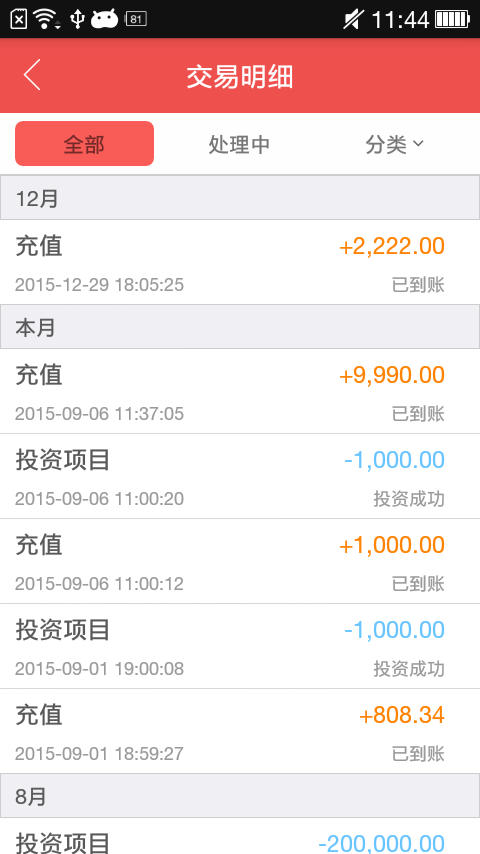 81
11:44
交易明细
全部
处理中
分类
12月
充值
+2,222.00
2015-12-29 18:05:25
已到账
本月
充值
+9,990.00
2015-09-06 11:37:05
已到账
投资项目
-1,000.00
2015-09-06 11:00:20
投资成功
充值
+1,000.00
2015-09-06 11:00:12
已到账
投资项目
-1,000.00
2015-09-01 19:00:08
投资成功
充值
+808.34
2015-09-01 18:59:27
已到账
8月
投资项目
-200,000.00